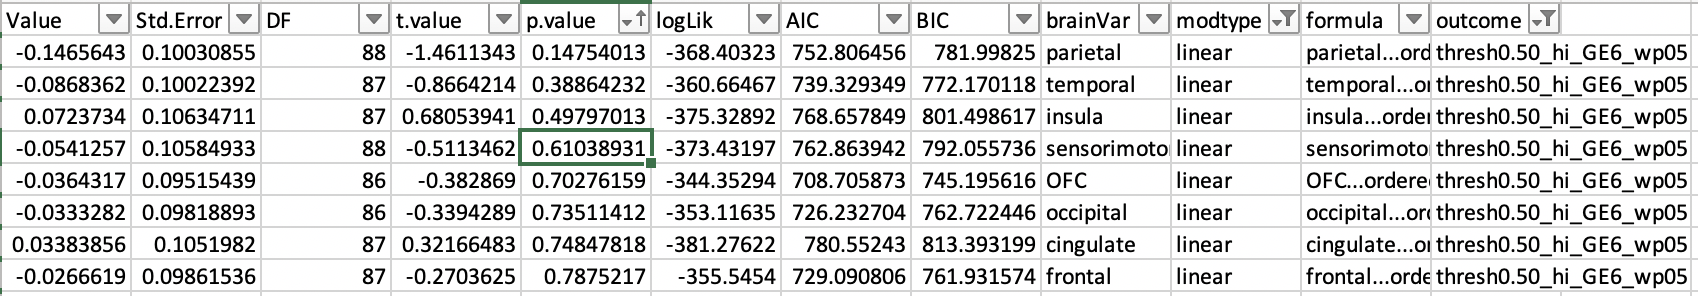 Value Std.Error DF t.value p.value logLik AIC BIC brainVar modtype formula outcome
-0.1465643 0.10030855 88 -1.4611343 0.14754013 -368.40323 752.806456 781.99825 parietal linear parietal...ord thresh0.50_hi_GE6_wp05
-0.0868362 0.10022392 87 -0.8664214 0.38864232 -360.66467 739.329349 772.170118 temporal linear temporal...o thresh0.50_hi_GE6_wp05
0.0723734 0.10634711 87 0.68053941 0.49797013 -375.32892 768.657849 801.498617 insula linear insula...order thresh0.50_hi_GE6_wp05
-0.0541257 0.10584933 88 -0.5113462 0.61038931 -373.43197 762.863942 792.055736 sensorimoto linear sensorimoto thresh0.50_hi_GE6_wp05
-0.0364317 0.09515439 86 -0.382869 0.70276159 -344.35294 708.705873 745.195616 OFC linear OFC...ordere thresh0.50_hi_GE6_wp05
-0.0333282 0.09818893 86 -0.3394289 0.73511412 -353.11635 726.232704 762.722446 occipital linear occipital...or thresh0.50_hi_GE6_wp05
0.03383856 0.1051982 87 0.32166483 0.74847818 -381.27622 780.55243 813.393199 cingulate linear cingulate...o thresh0.50_hi_GE6_wp05
-0.0266619 0.09861536 87 -0.2703625 0.7875217 -355.5454 729.090806 761.931574 frontal linear frontal...orde thresh0.50_hi_GE6_wp05